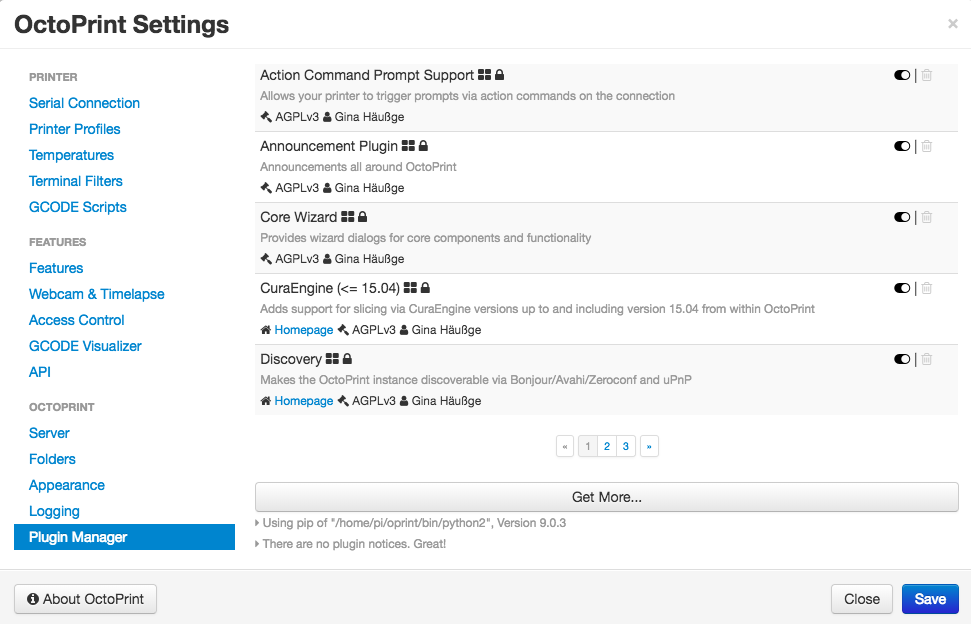 OctoPrint Settings
×
PRINTER
Serial Connection
Printer Profiles
Temperatures
Terminal Filters
GCODE Scripts
FEATURES
Features
Webcam & Timelapse
Access Control
GCODE Visualizer
API
OCTOPRINT
Server
Folders
Appearance
Logging
Plugin Manager
Action Command Prompt Support
|
Allows your printer to trigger prompts via action commands on the connection
AGPLv3 Gina Häußge
Announcement Plugin
|
Announcements all around OctoPrint
AGPLv3 Gina Häußge
Core Wizard
|
Provides wizard dialogs for core components and functionality
AGPLv3 Gina Häußge
CuraEngine (<= 15.04)
|
Adds support for slicing via CuraEngine versions up to and including version 15.04 from within OctoPrint
Homepage AGPLv3 Gina Häußge
Discovery
|
Makes the OctoPrint instance discoverable via Bonjour/Avahi/Zeroconf and uPnP
Homepage AGPLv3 Gina Häußge
« 1 2 3 »
Get More...
Using pip of "/home/pi/oprint/bin/python2", Version 9.0.3
There are no plugin notices. Great!
About OctoPrint
Close
Save